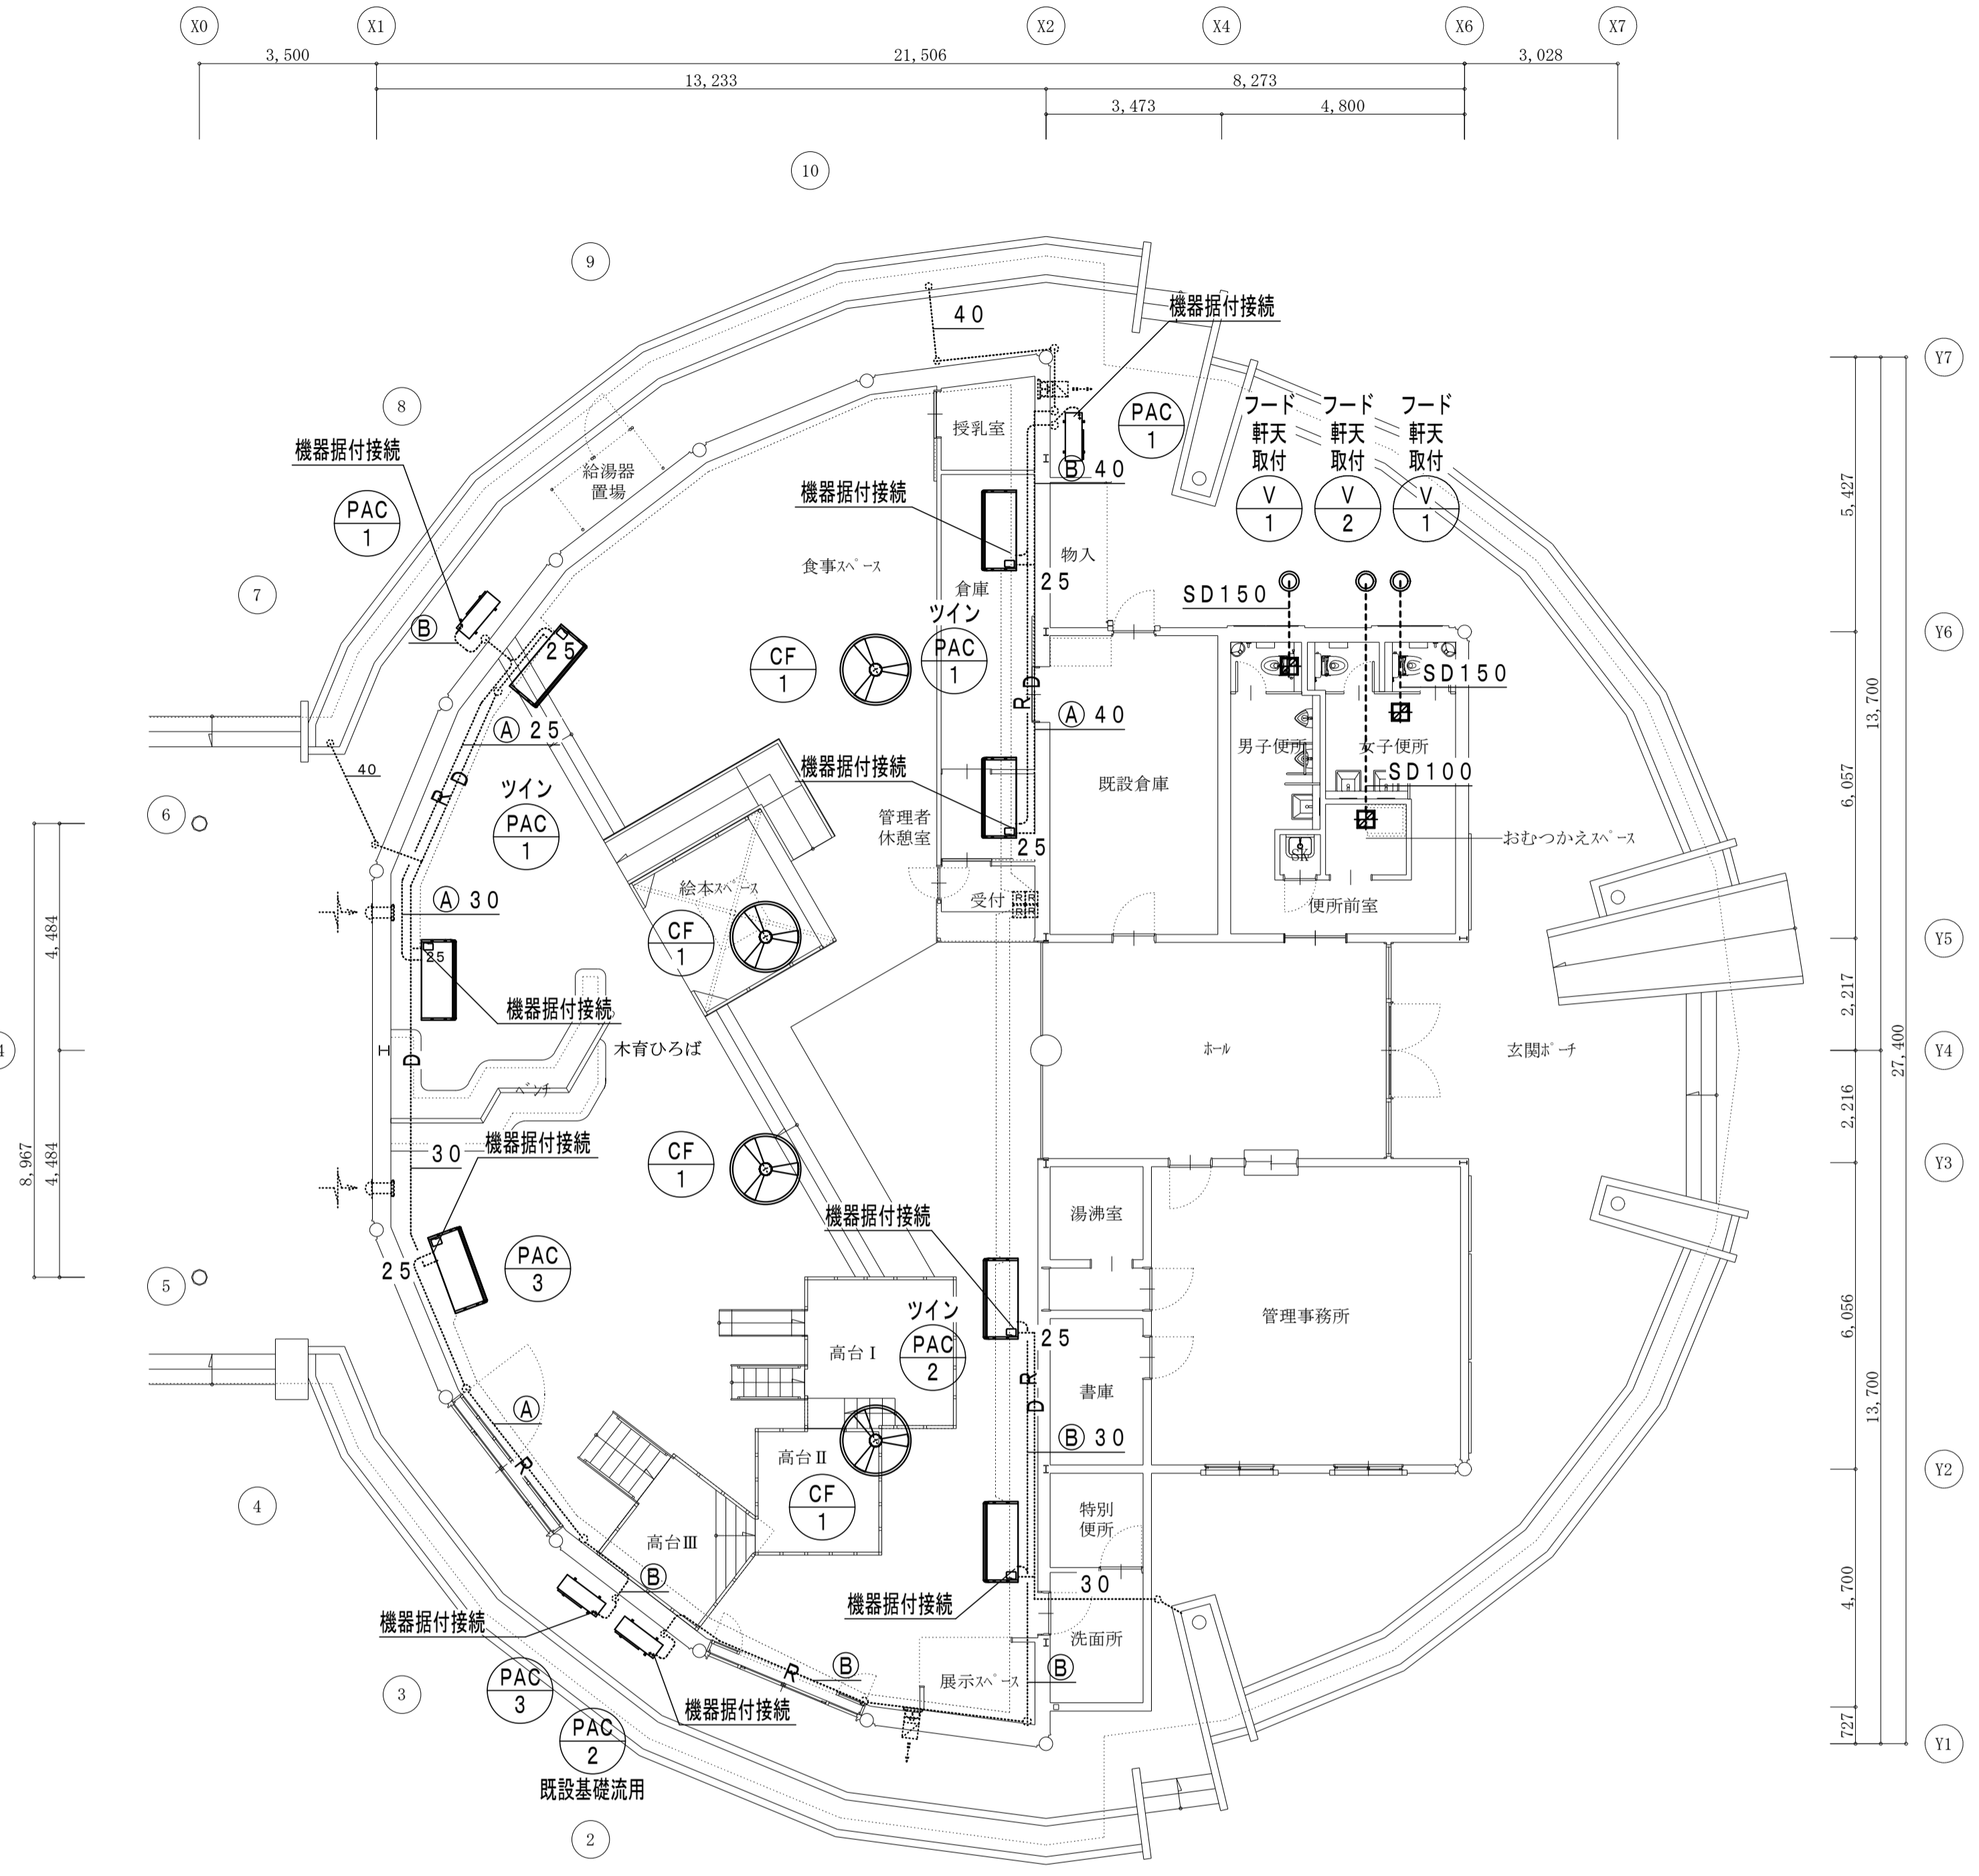 X0
X1
X2
X4
X6
X7
3,500
21,506
3,028
13,233
8,273
3,473
4,800
10
9
8
7
6
5
4
3
2
Y7
Y6
Y5
Y4
Y3
Y2
Y1
5,427
6,057
2,217
2,216
6,056
4,700
727
13,700
13,700
27,400
4,484
4,484
8,967
40
機器据付接続
PAC
1
フード
軒天
取付
フード
軒天
取付
フード
軒天
取付
V
1
V
2
V
1
機器据付接続
PAC
1
給湯器
置場
授乳室
B 40
機器据付接続
食事スペース
倉庫
物入
25
SD150
ツイン
PAC
1
CF
1
B
25
A 25
R
D
A 40
SD150
男子便所
女子便所
SD100
SK
おむつかえスペース
便所前室
既設倉庫
機器据付接続
管理者
休憩室
25
受付
R R
R R
40
R
D
ツイン
PAC
1
A 30
25
絵本スペース
CF
1
機器据付接続
木育ひろば
ホール
玄関ポーチ
D
ベンチ
30
機器据付接続
CF
1
25
PAC
3
機器据付接続
湯沸室
管理事務所
ツイン
PAC
2
25
高台Ⅰ
R
D
書庫
A
B 30
R
高台Ⅱ
CF
1
高台Ⅲ
特別
便所
B
機器据付接続
機器据付接続
30
洗面所
R
B
展示スペース
B
PAC
3
機器据付接続
PAC
2
既設基礎流用